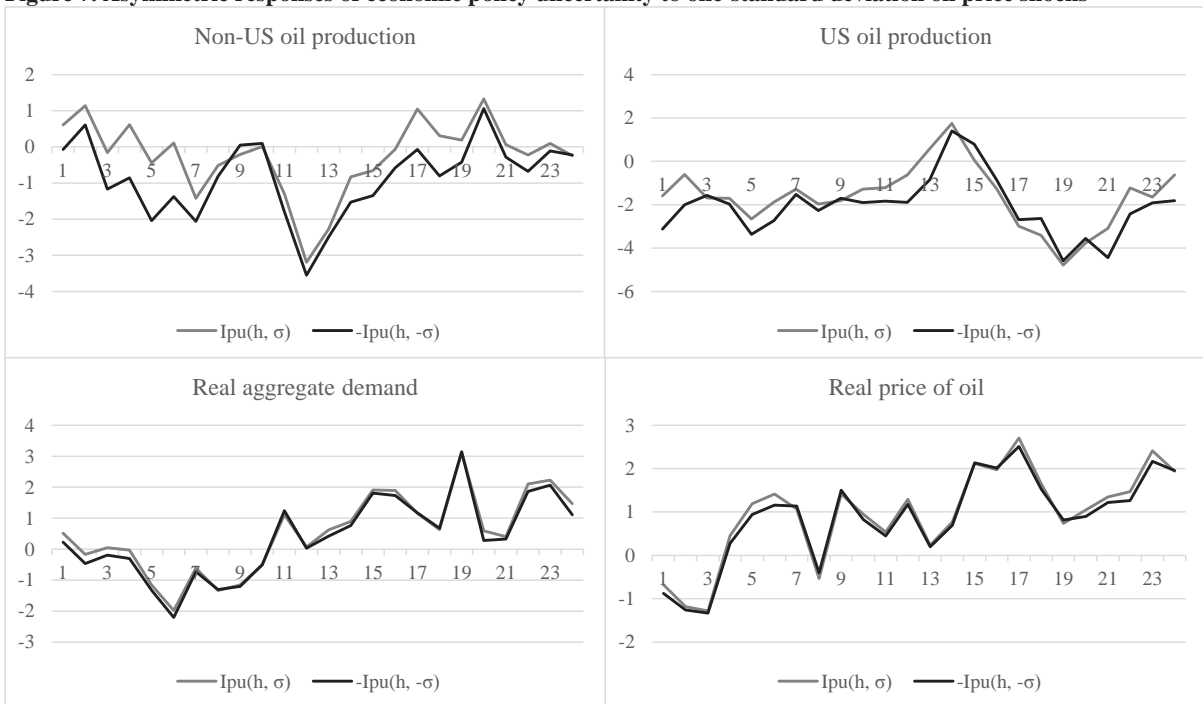 Figure 7. Asymmetric responses of economic policy uncertainty to one standard deviation oil price shocks
Non-US oil production
2
1
0
-1
-2
-3
-4
1 3 5 7 9 11 13 15 17 19 21 23
Ipu(h, σ) -Ipu(h, -σ)
US oil production
4
2
0
-2
-4
-6
1 3 5 7 9 11 13 15 17 19 21 23
Ipu(h, σ) -Ipu(h, -σ)
Real aggregate demand
4
3
2
1
0
-1
-2
-3
1 3 5 7 9 11 13 15 17 19 21 23
Ipu(h, σ) -Ipu(h, -σ)
Real price of oil
3
2
1
0
-1
-2
1 3 5 7 9 11 13 15 17 19 21 23
Ipu(h, σ) -Ipu(h, -σ)